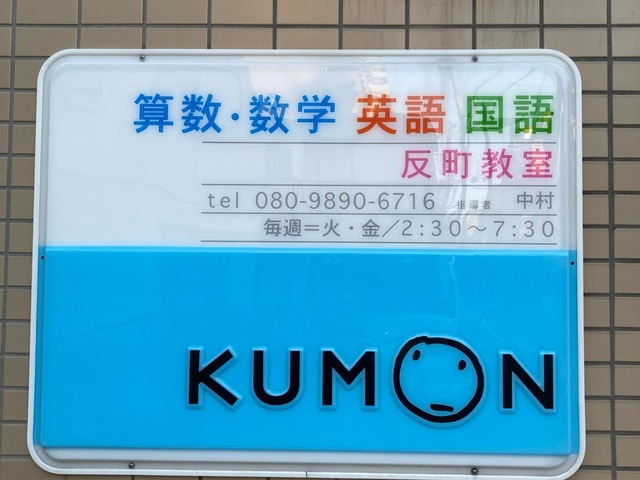 算数・数学 英語 国語
反町教室
tel 080-9890-6716 指導者 中村
毎週＝火・金／2:30〜7:30
KUMON